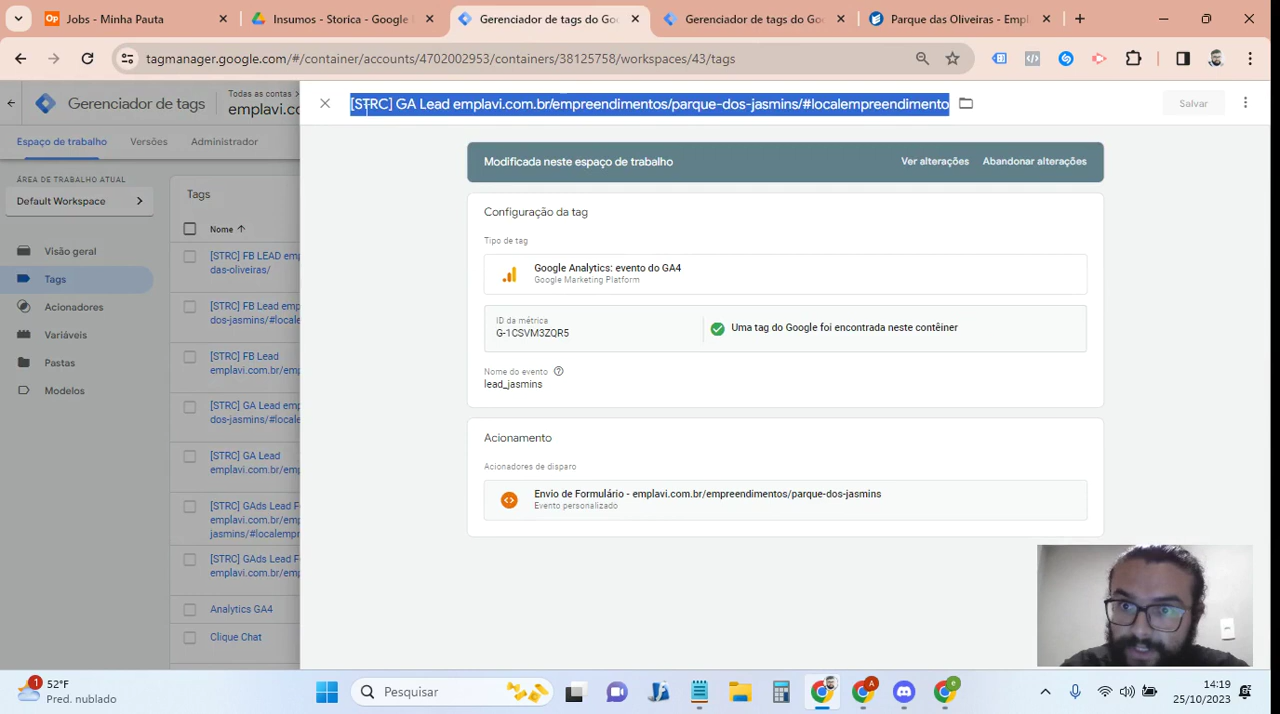 Jobs - Minha Pauta
Insumos - Storica - Google
Gerenciador de tags do Go
Gerenciador de tags do Go
Parque das Oliveiras - Empl
tagmanager.google.com/#/container/accounts/4702002953/containers/38125758/workspaces/43/tags
Gerenciador de tags
Todas as contas
emplavi.co
[STRC] GA Lead emplavi.com.br/empreendimentos/parque-dos-jasmins/#localempreendimento
Salvar
Espaço de trabalho
Versões
Administrador
ÁREA DE TRABALHO ATUAL
Default Workspace
Visão geral
Tags
Acionadores
Variáveis
Pastas
Modelos
Tags
Nome
[STRC] FB LEAD em
das-oliveiras/
[STRC] FB Lead em
dos-jasmins/#local
[STRC] FB Lead
emplavi.com.br/em
[STRC] GA Lead em
dos-jasmins/#local
[STRC] GA Lead
emplavi.com.br/em
[STRC] GAds Lead F
emplavi.com.br/em
jasmins/#localemp
[STRC] GAds Lead F
emplavi.com.br/em
Analytics GA4
Clique Chat
Modificada neste espaço de trabalho
Ver alterações
Abandonar alterações
Configuração da tag
Tipo de tag
Google Analytics: evento do GA4
Google Marketing Platform
ID da métrica
G-1CSVM3ZQR5
Uma tag do Google foi encontrada neste contêiner
Nome do evento
lead_jasmins
Acionamento
Acionadores de disparo
Envio de Formulário - emplavi.com.br/empreendimentos/parque-dos-jasmins
Evento personalizado
1
52°F
Pred. nublado
Pesquisar
A
e
14:19
25/10/2023